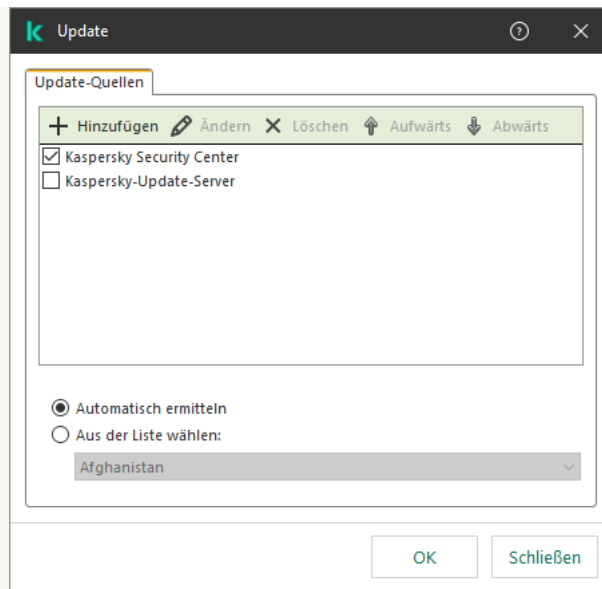 Update
Update-Quellen
Hinzufügen Ändern Löschen Aufwärts Abwärts
Kaspersky Security Center
Kaspersky-Update-Server
Automatisch ermitteln
Aus der Liste wählen:
Afghanistan
OK Schließen